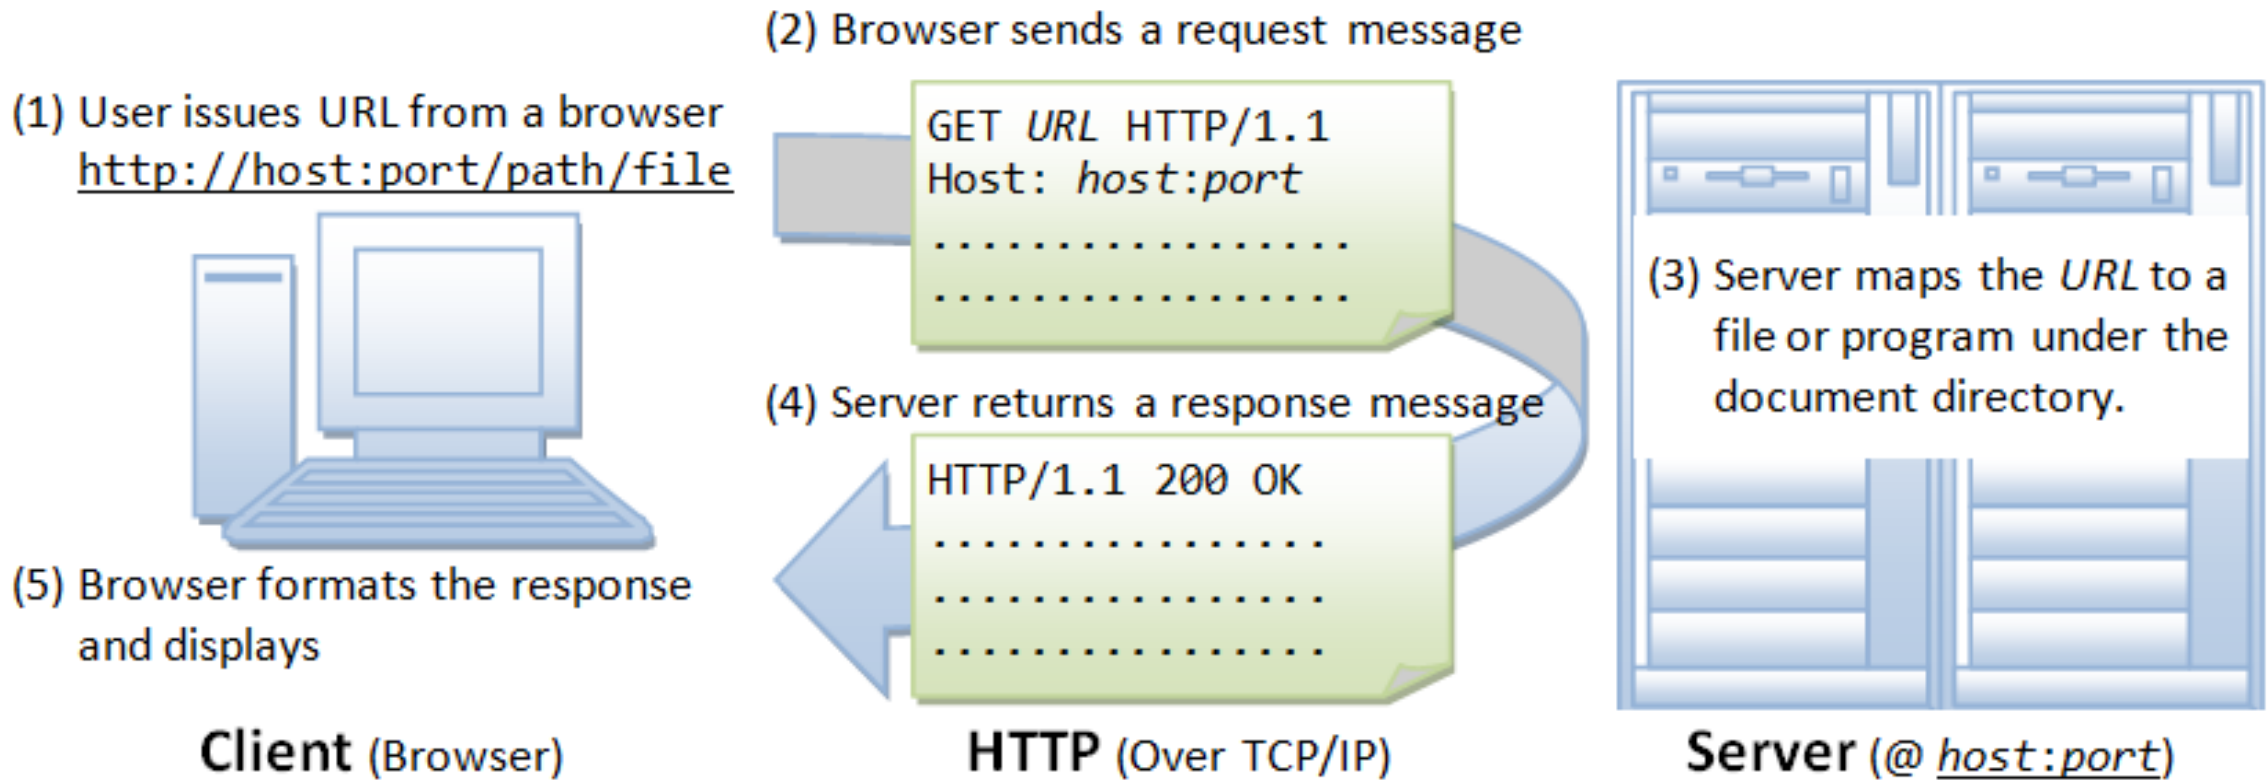 (1) User issues URL from a browser
http://host:port/path/file
(2) Browser sends a request message
GET URL HTTP/1.1
Host: host:port
..................
..................
(3) Server maps the URL to a
file or program under the
document directory.
(4) Server returns a response message
HTTP/1.1 200 OK
.................
.................
.................
(5) Browser formats the response
and displays
Client (Browser)
HTTP (Over TCP/IP)
Server (@ host:port)